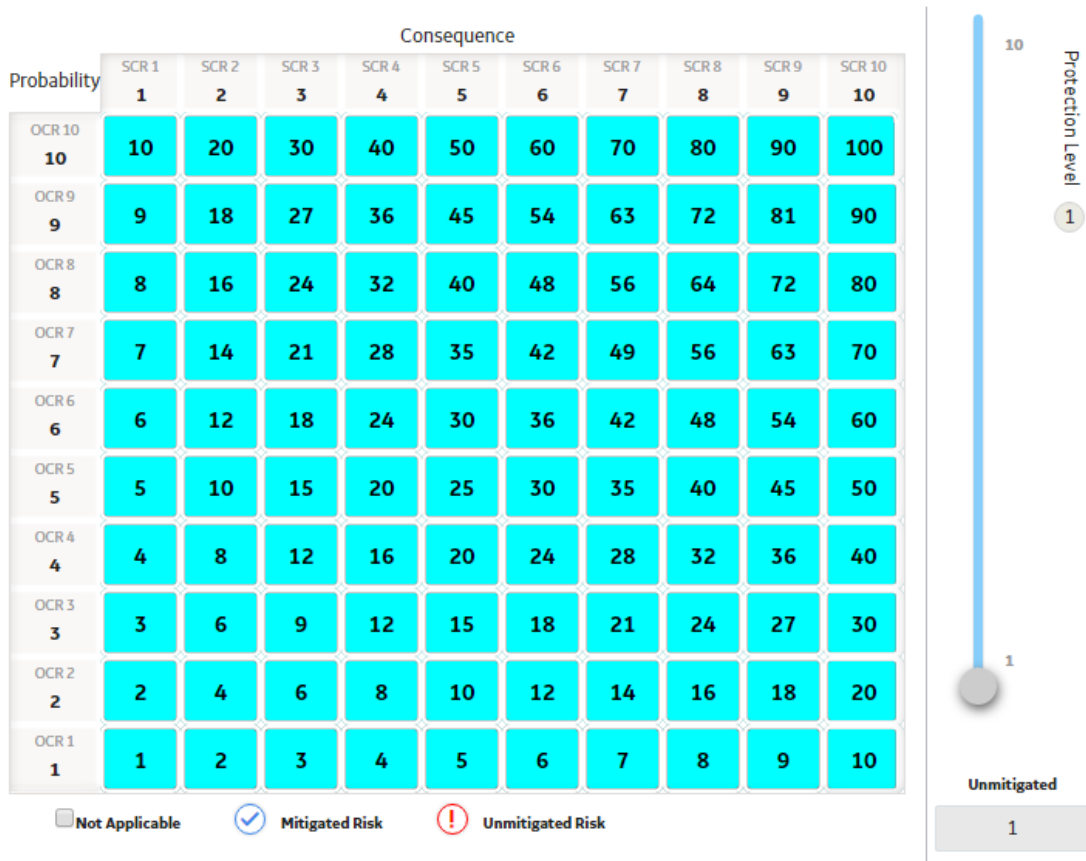 Consequence
Probability SCR 1 SCR 2 SCR 3 SCR 4 SCR 5 SCR 6 SCR 7 SCR 8 SCR 9 SCR 10
1 2 3 4 5 6 7 8 9 10
OCR 10
10 10 20 30 40 50 60 70 80 90 100
OCR 9
9 9 18 27 36 45 54 63 72 81 90
OCR 8
8 8 16 24 32 40 48 56 64 72 80
OCR 7
7 7 14 21 28 35 42 49 56 63 70
OCR 6
6 6 12 18 24 30 36 42 48 54 60
OCR 5
5 5 10 15 20 25 30 35 40 45 50
OCR 4
4 4 8 12 16 20 24 28 32 36 40
OCR 3
3 3 6 9 12 15 18 21 24 27 30
OCR 2
2 2 4 6 8 10 12 14 16 18 20
OCR 1
1 1 2 3 4 5 6 7 8 9 10
Not Applicable Mitigated Risk Unmitigated Risk
10
Protection Level 1
1
Unmitigated
1